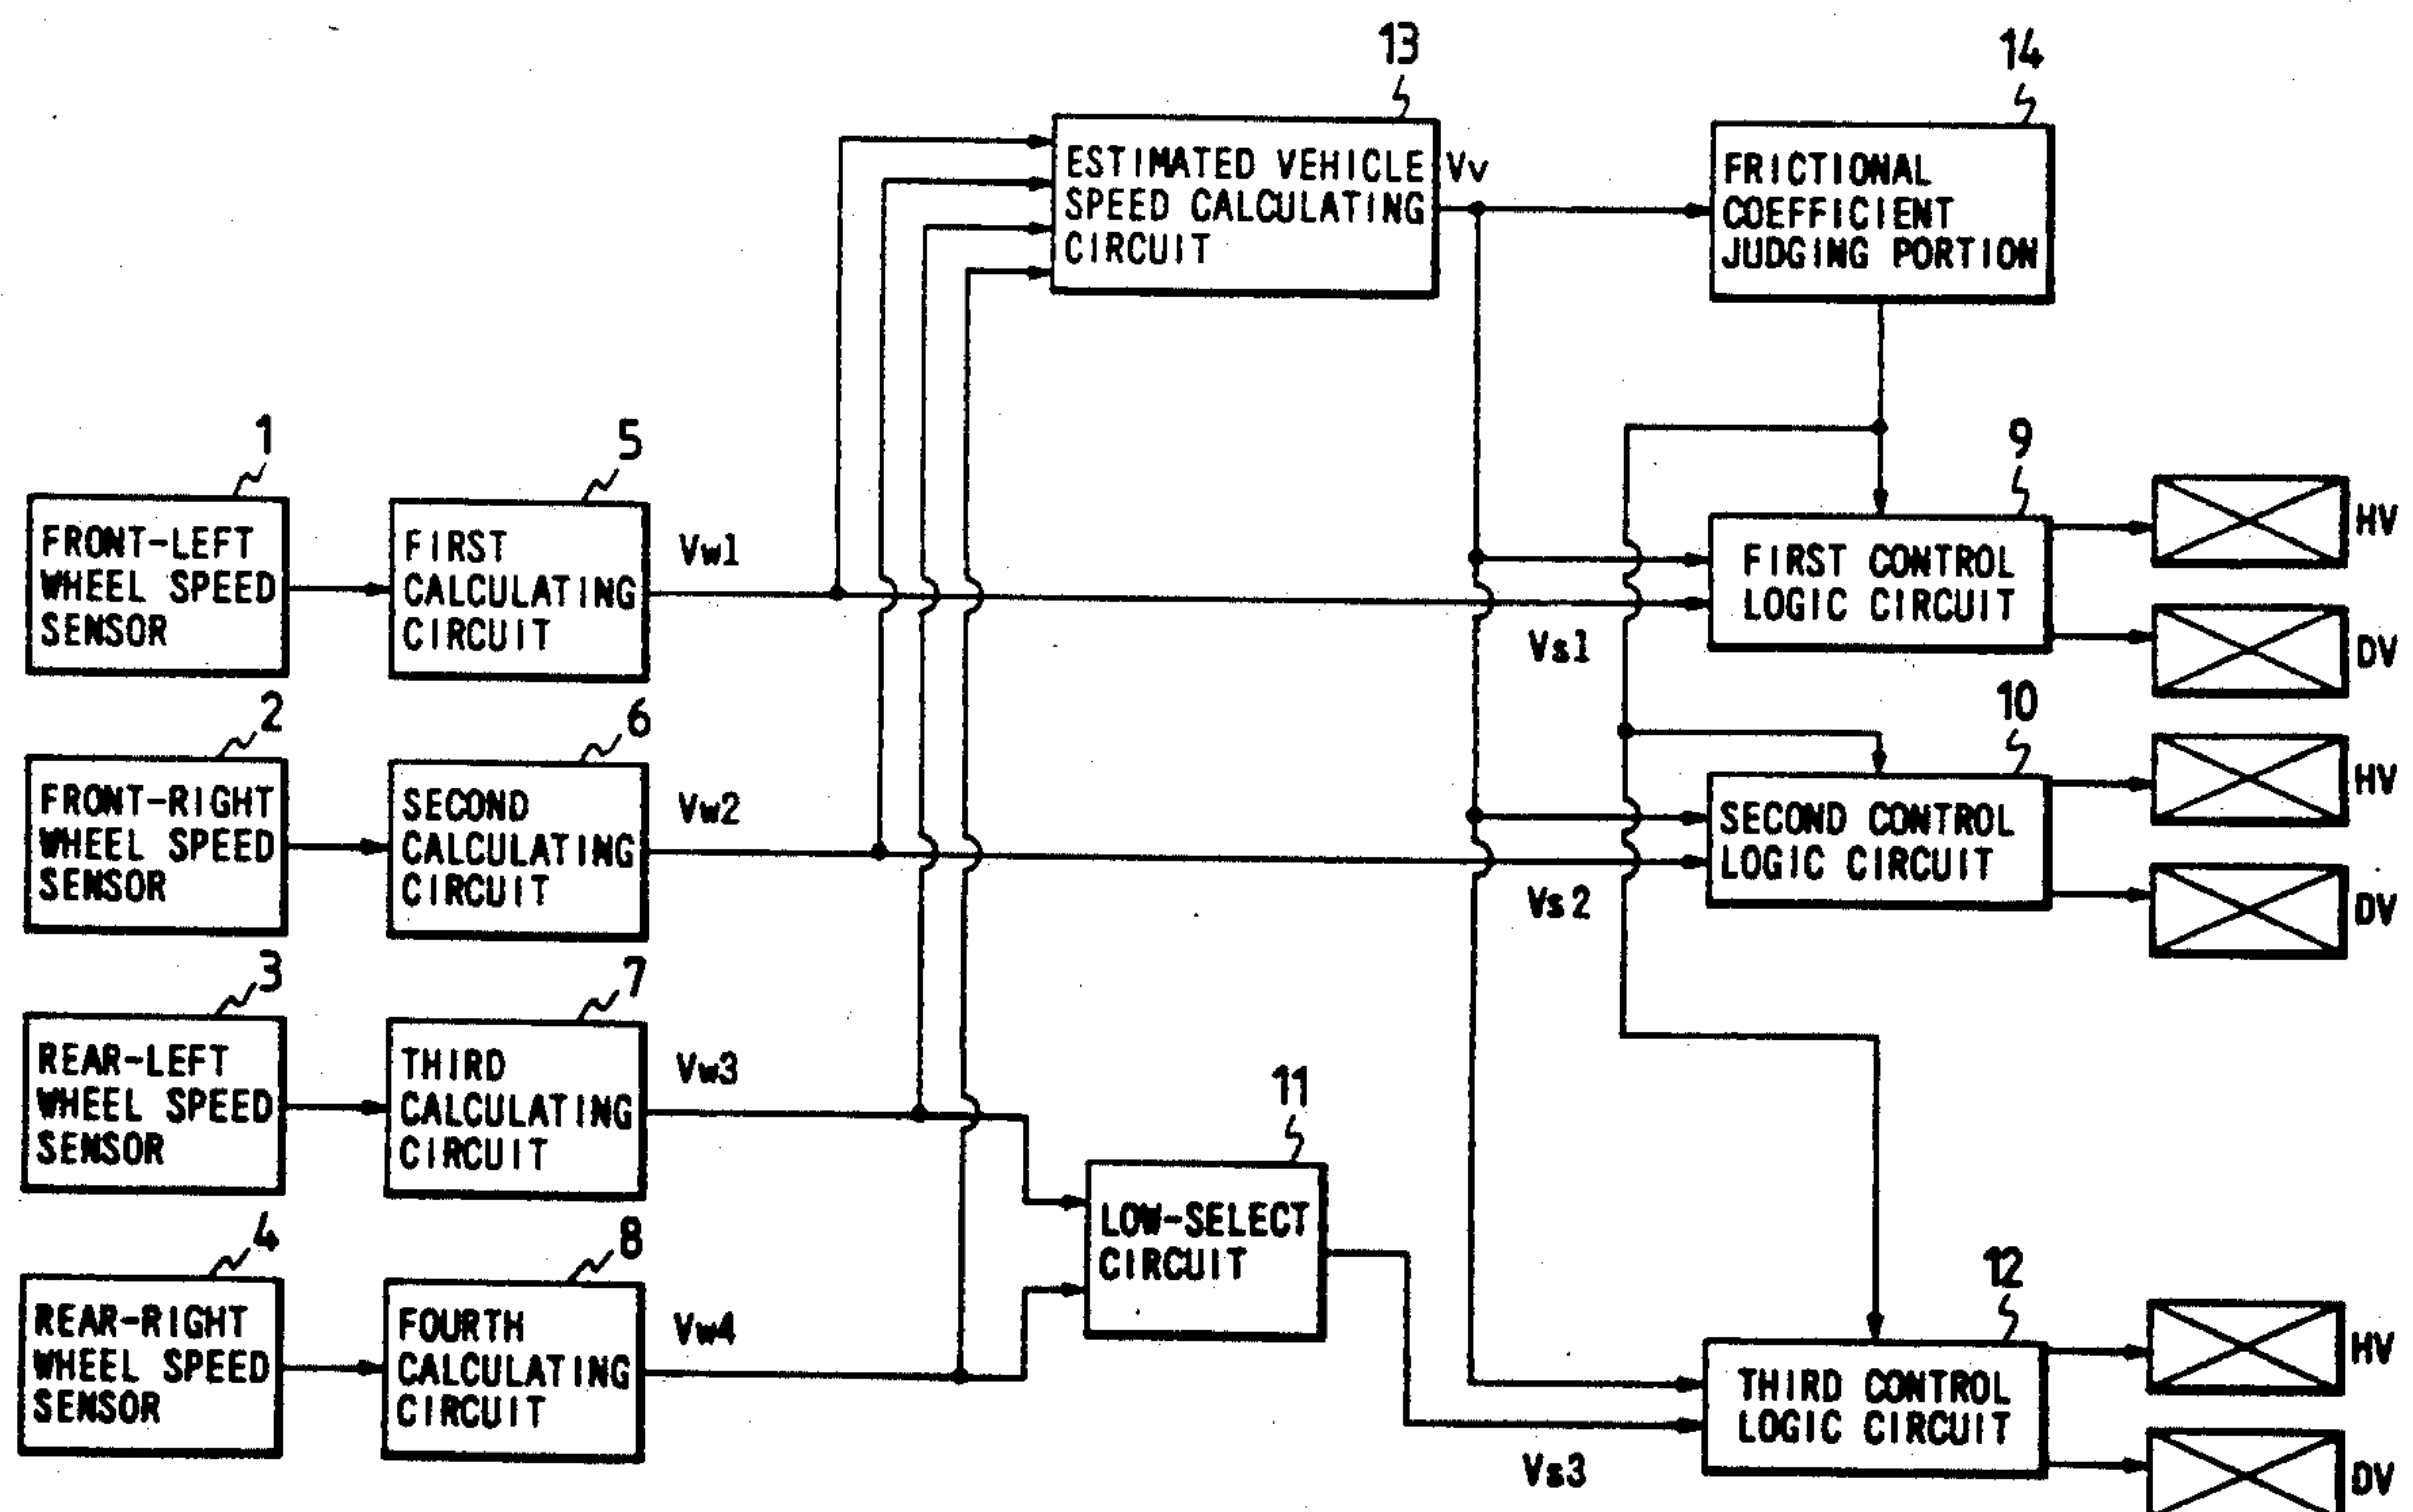 13
14
ESTIMATED VEHICLE
SPEED CALCULATING
CIRCUIT
Vv
FRICTIONAL
COEFFICIENT
JUDGING PORTION
1
FRONT-LEFT
WHEEL SPEED
SENSOR
5
FIRST
CALCULATING
CIRCUIT
Vw1
9
FIRST CONTROL
LOGIC CIRCUIT
Vs1
HV
DV
2
FRONT-RIGHT
WHEEL SPEED
SENSOR
6
SECOND
CALCULATING
CIRCUIT
Vw2
10
SECOND CONTROL
LOGIC CIRCUIT
Vs2
HV
DV
3
REAR-LEFT
WHEEL SPEED
SENSOR
7
THIRD
CALCULATING
CIRCUIT
Vw3
11
LOW-SELECT
CIRCUIT
4
REAR-RIGHT
WHEEL SPEED
SENSOR
8
FOURTH
CALCULATING
CIRCUIT
Vw4
12
THIRD CONTROL
LOGIC CIRCUIT
Vs3
HV
DV